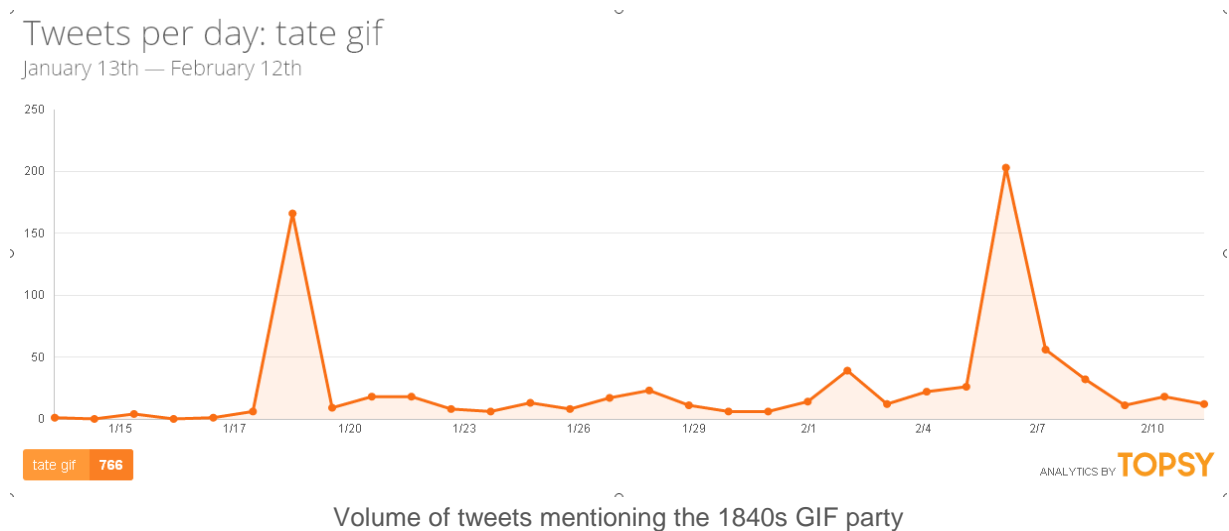 Tweets per day: tate gif
January 13th — February 12th
250
200
150
100
50
0
1/15 1/17 1/20 1/23 1/26 1/29 2/1 2/4 2/7 2/10
tate gif 766
ANALYTICS BY TOPSY
Volume of tweets mentioning the 1840s GIF party